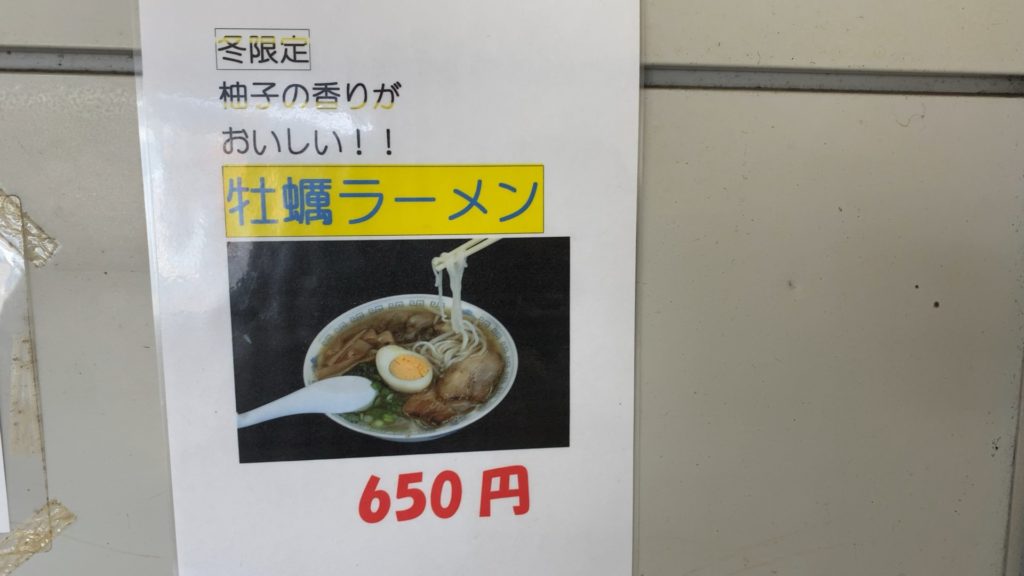 冬限定
柚子の香りが
おいしい！！
牡蠣ラーメン
650円